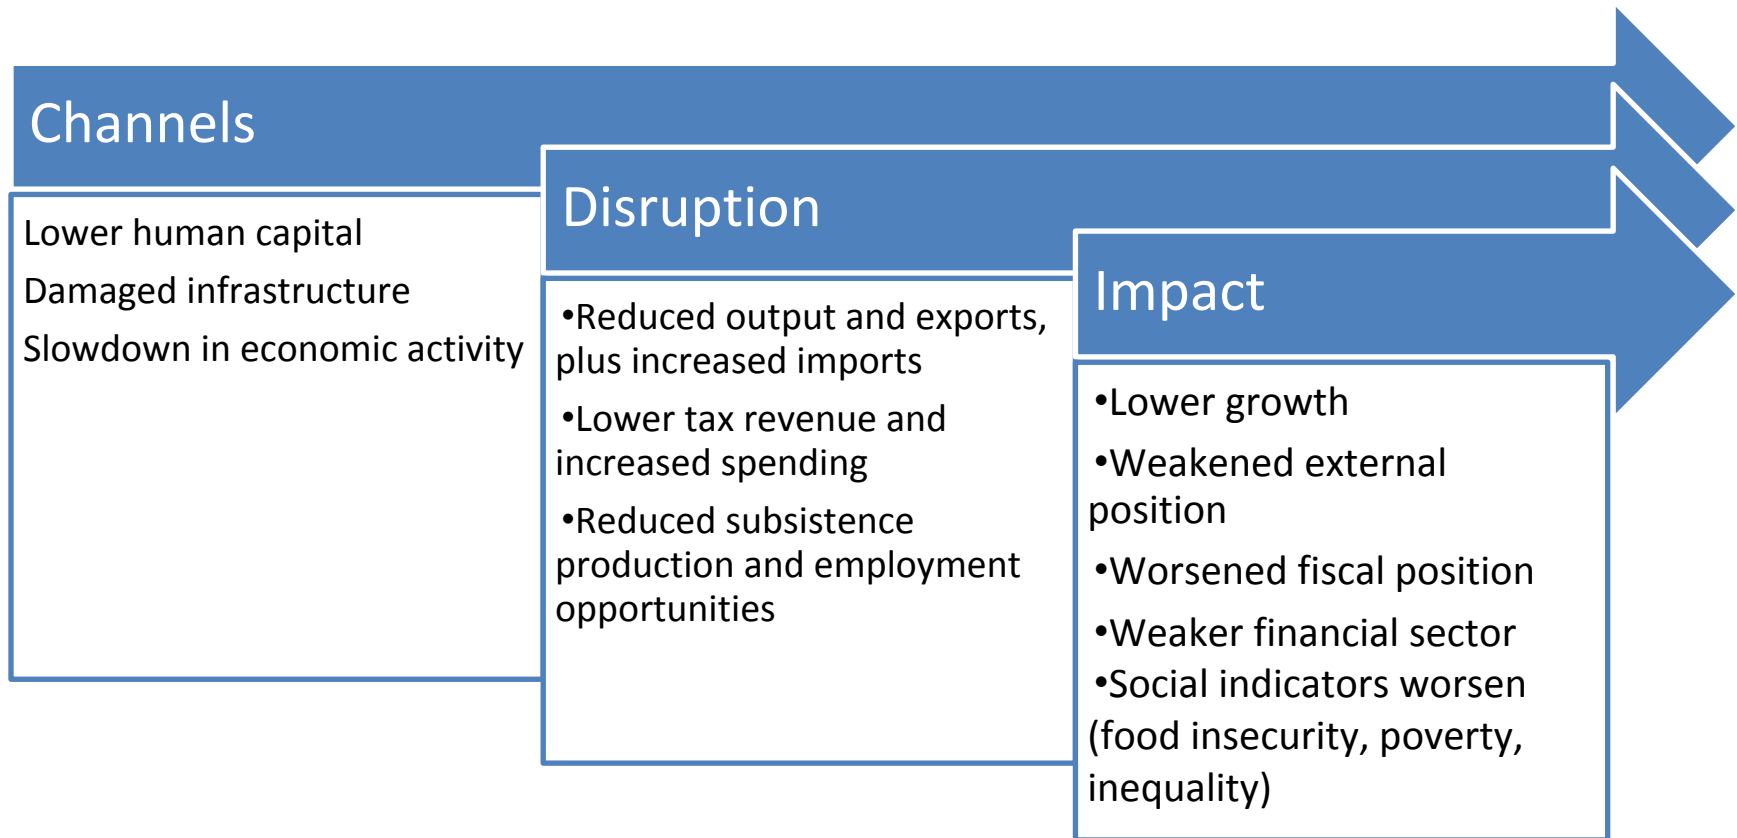 Channels
Lower human capital
Damaged infrastructure
Slowdown in economic activity
Disruption
•Reduced output and exports,
plus increased imports
•Lower tax revenue and
increased spending
•Reduced subsistence
production and employment
opportunities
Impact
•Lower growth
•Weakened external
position
•Worsened fiscal position
•Weaker financial sector
•Social indicators worsen
(food insecurity, poverty,
inequality)